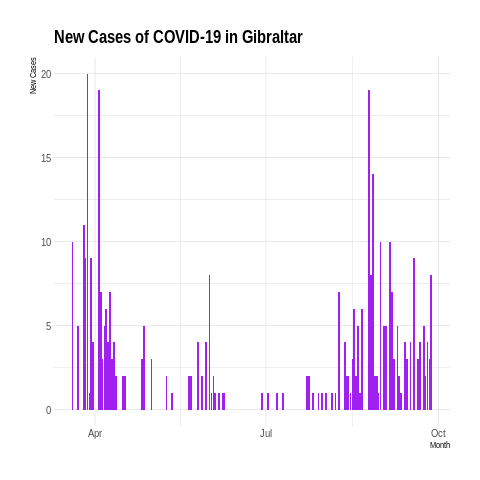 New Cases of COVID-19 in Gibraltar
New Cases
20
15
10
5
0
Apr
Jul
Oct
Month